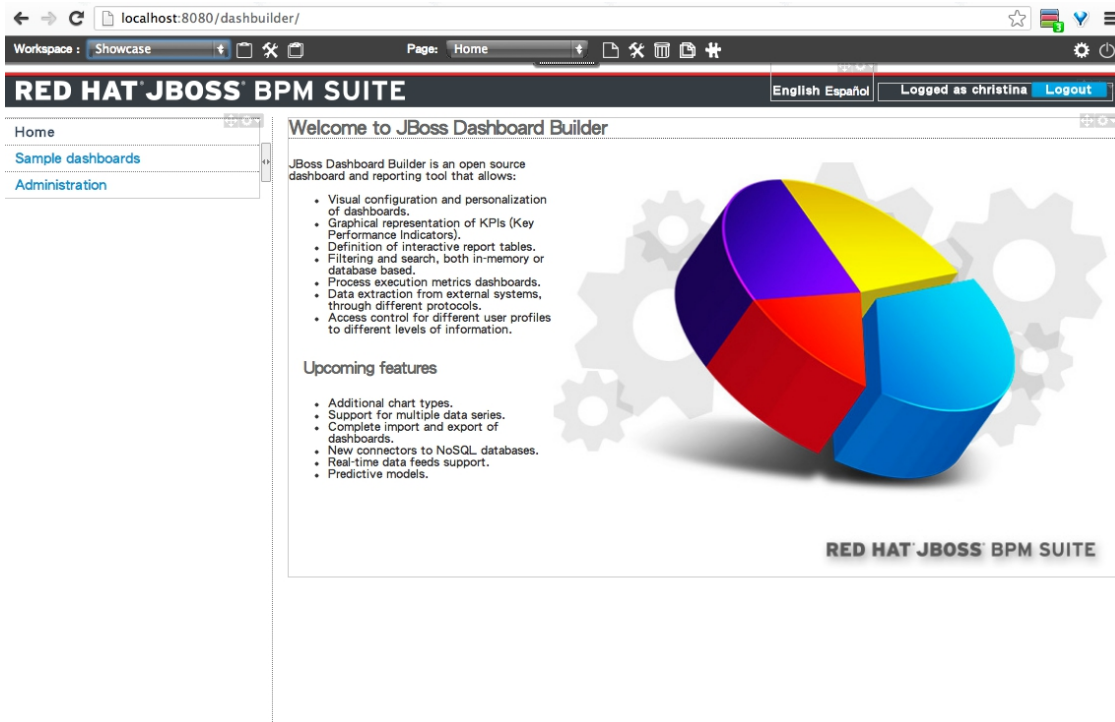 localhost:8080/dashbuilder/
3
Workspace : Showcase
Page: Home
RED HAT® JBOSS® BPM SUITE
English Español
Logged as christina Logout
Home
Sample dashboards
Administration
Welcome to JBoss Dashboard Builder
JBoss Dashboard Builder is an open source
dashboard and reporting tool that allows:
• Visual configuration and personalization
of dashboards.
• Graphical representation of KPIs (Key
Performance Indicators).
• Definition of interactive report tables.
• Filtering and search, both in-memory or
database based.
• Process execution metrics dashboards.
• Data extraction from external systems,
through different protocols.
• Access control for different user profiles
to different levels of information.
Upcoming features
• Additional chart types.
• Support for multiple data series.
• Complete import and export of
dashboards.
• New connectors to NoSQL databases.
• Real-time data feeds support.
• Predictive models.
RED HAT® JBOSS® BPM SUITE